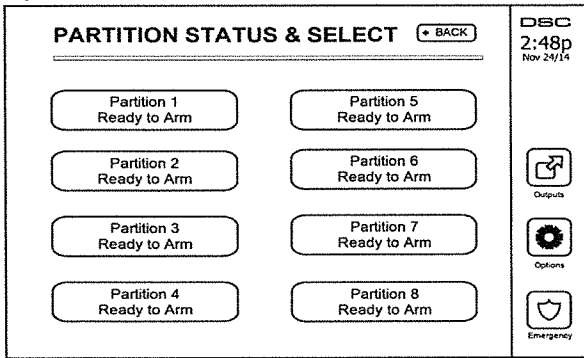 PARTITION STATUS & SELECT
BACK
DSC
2:48p
Nov 24/14
Partition 1
Ready to Arm
Partition 5
Ready to Arm
Partition 2
Ready to Arm
Partition 6
Ready to Arm
Partition 3
Ready to Arm
Partition 7
Ready to Arm
Partition 4
Ready to Arm
Partition 8
Ready to Arm
Outputs
Options
Emergency